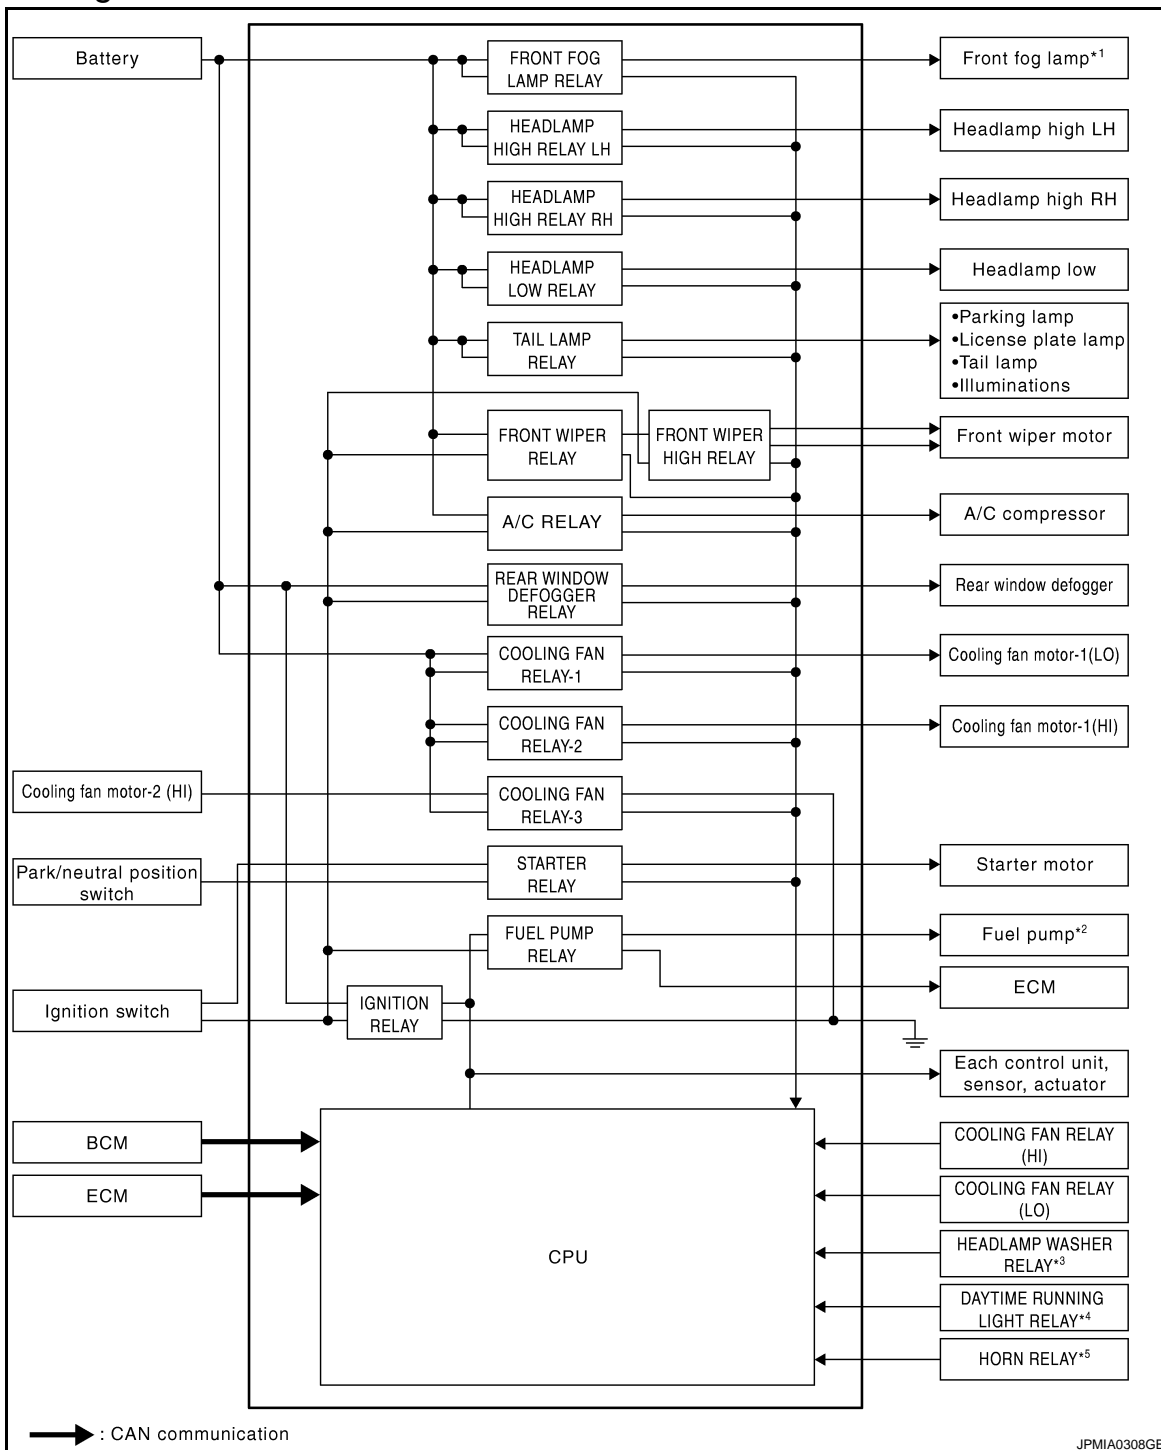 Battery
FRONT FOG
LAMP RELAY
Front fog lamp*1
HEADLAMP
HIGH RELAY LH
Headlamp high LH
HEADLAMP
HIGH RELAY RH
Headlamp high RH
HEADLAMP
LOW RELAY
Headlamp low
TAIL LAMP
RELAY
•Parking lamp
•License plate lamp
•Tail lamp
•Illuminations
FRONT WIPER
RELAY
FRONT WIPER
HIGH RELAY
Front wiper motor
A/C RELAY
A/C compressor
REAR WINDOW
DEFOGGER
RELAY
Rear window defogger
COOLING FAN
RELAY-1
Cooling fan motor-1(LO)
COOLING FAN
RELAY-2
Cooling fan motor-1(HI)
Cooling fan motor-2 (HI)
COOLING FAN
RELAY-3
Park/neutral position
switch
STARTER
RELAY
Starter motor
FUEL PUMP
RELAY
Fuel pump*2
ECM
Ignition switch
IGNITION
RELAY
Each control unit,
sensor, actuator
BCM
ECM
CPU
COOLING FAN RELAY
(HI)
COOLING FAN RELAY
(LO)
HEADLAMP WASHER
RELAY*3
DAYTIME RUNNING
LIGHT RELAY*4
HORN RELAY*5
: CAN communication
JPMIA0308GE